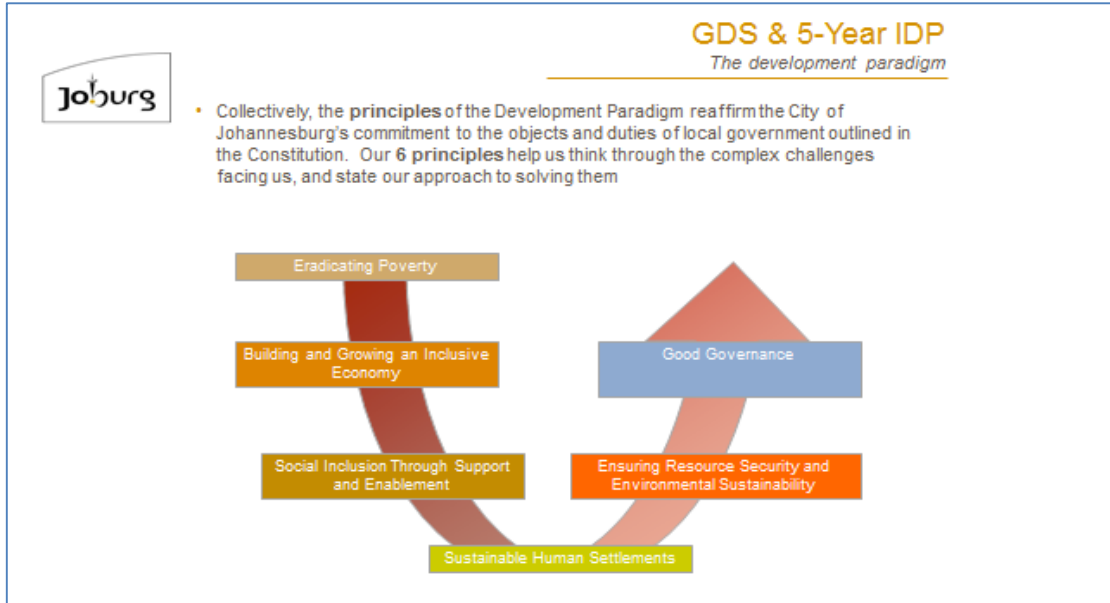 GDS & 5-Year IDP
The development paradigm
Joburg
• Collectively, the principles of the Development Paradigm reaffirm the City of
Johannesburg's commitment to the objects and duties of local government outlined in
the Constitution. Our 6 principles help us think through the complex challenges
facing us, and state our approach to solving them
Eradicating Poverty
Building and Growing an Inclusive
Economy
Good Governance
Social Inclusion Through Support
and Enablement
Ensuring Resource Security and
Environmental Sustainability
Sustainable Human Settlements